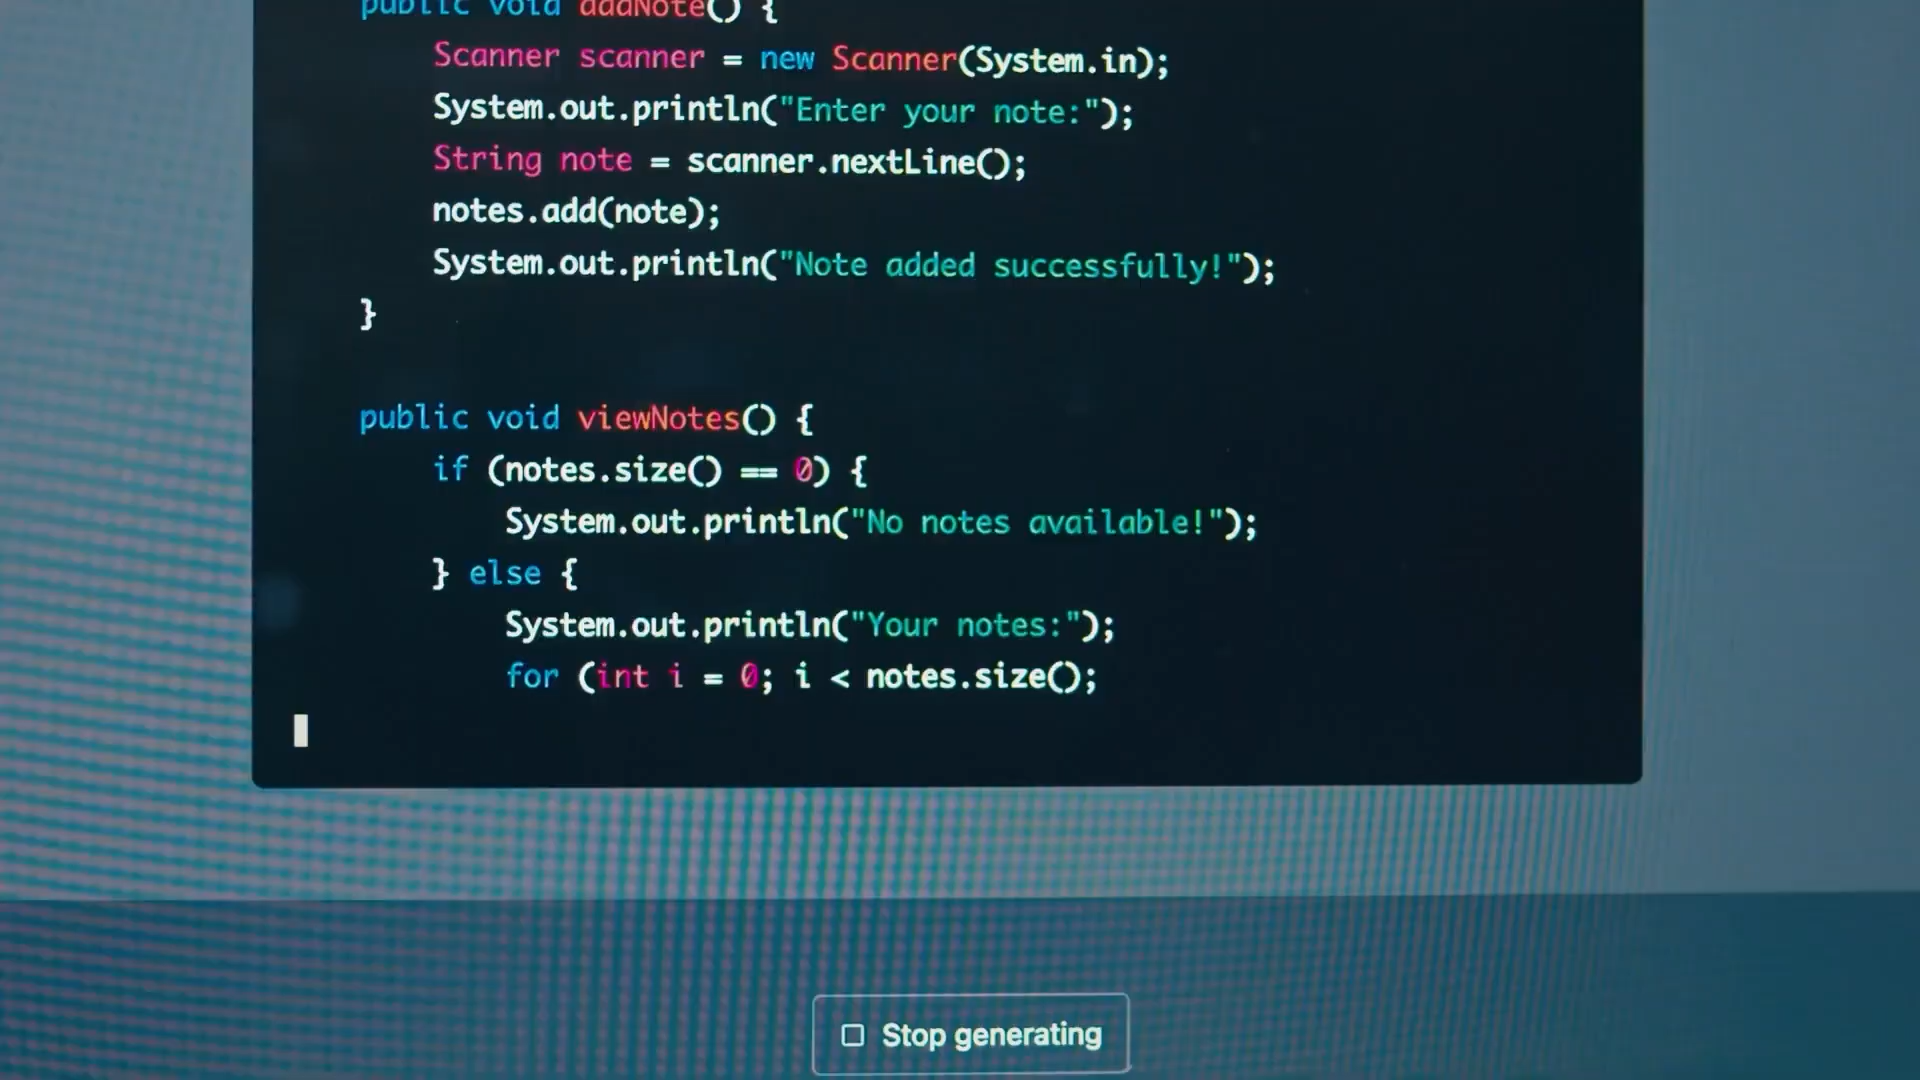 public void addNote() {
Scanner scanner = new Scanner(System.in);
System.out.println("Enter your note:");
String note = scanner.nextLine();
notes.add(note);
System.out.println("Note added successfully!");
}
public void viewNotes() {
if (notes.size() == 0) {
System.out.println("No notes available!");
} else {
System.out.println("Your notes:");
for (int i = 0; i < notes.size();
Stop generating